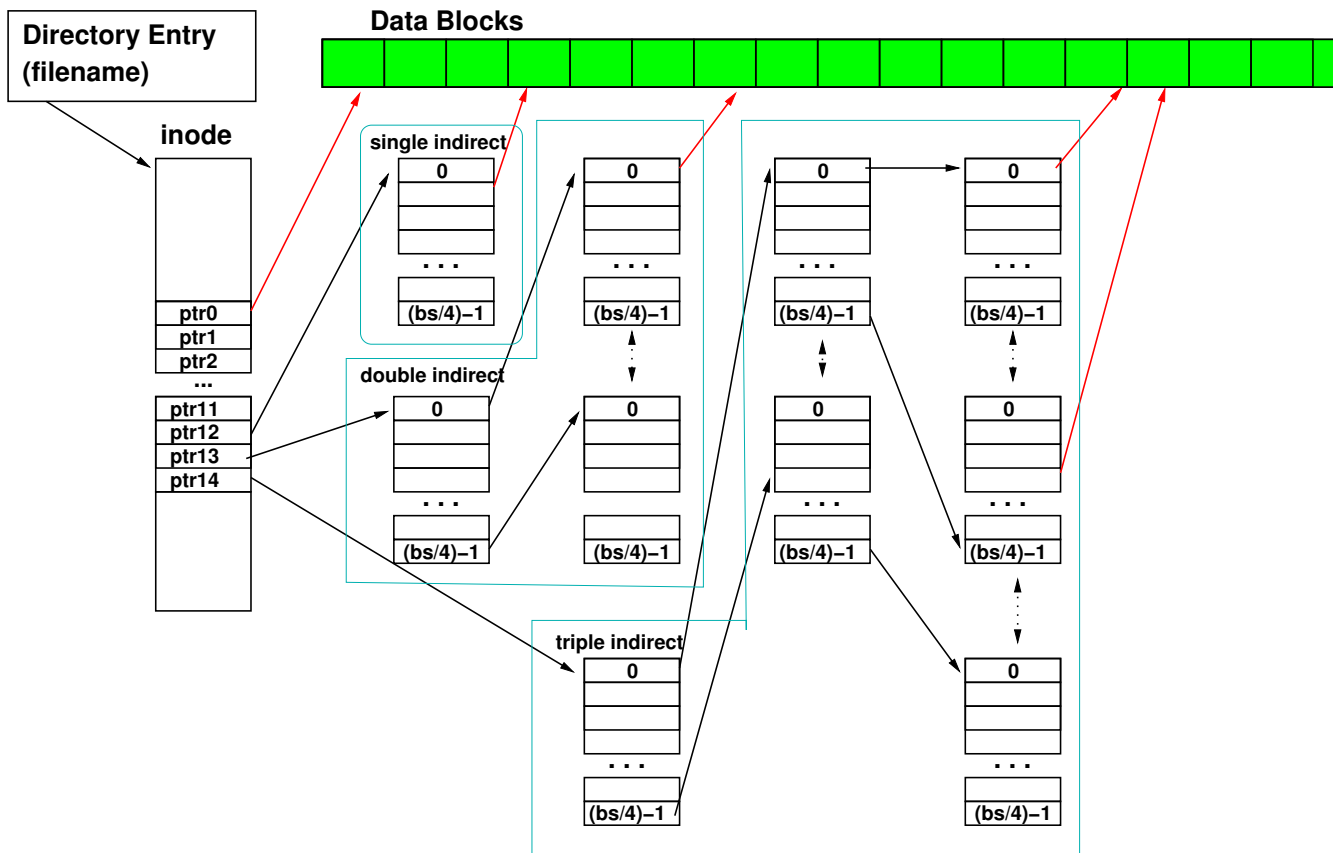 Directory Entry
(filename)
Data Blocks
inode
ptr0
ptr1
ptr2
...
ptr11
ptr12
ptr13
ptr14
single indirect
0
. . .
(bs/4)−1
0
. . .
(bs/4)−1
double indirect
0
. . .
(bs/4)−1
0
. . .
(bs/4)−1
triple indirect
0
. . .
(bs/4)−1
0
. . .
(bs/4)−1
0
. . .
(bs/4)−1
0
. . .
(bs/4)−1
0
. . .
(bs/4)−1
0
. . .
(bs/4)−1